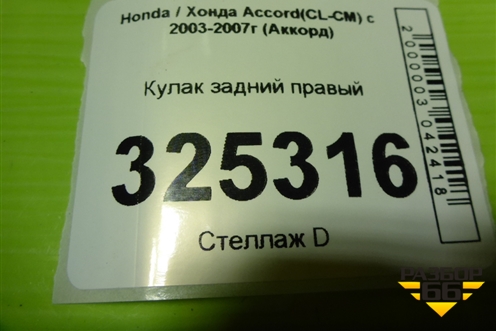 Honda / Хонда Accord(CL-CM) с
2003-2007г (Аккорд)
Кулак задний правый
325316
Стеллаж D
2000003042418
РАЗБОР
66